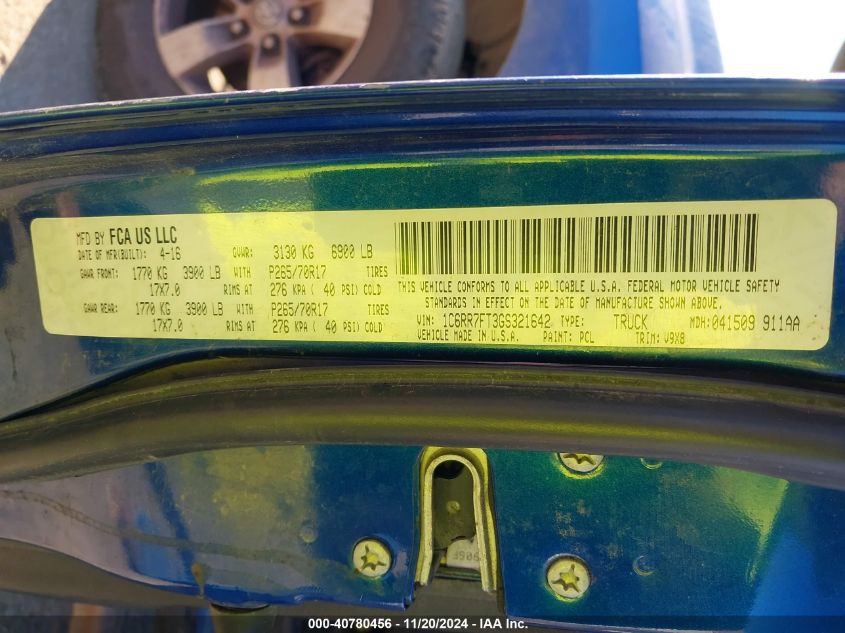 MFD BY FCA US LLC
DATE OF MFR(BUILT): 4-16 GVWR: 3130 KG 6900 LB
GAWR FRONT: 1770 KG 3900 LB WITH P265/70R17 TIRES
17X7.0 RIMS AT 276 KPA ( 40 PSI) COLD
GAWR REAR: 1770 KG 3900 LB WITH P265/70R17 TIRES
17X7.0 RIMS AT 276 KPA ( 40 PSI) COLD
THIS VEHICLE CONFORMS TO ALL APPLICABLE U.S.A. FEDERAL MOTOR VEHICLE SAFETY
STANDARDS IN EFFECT ON THE DATE OF MANUFACTURE SHOWN ABOVE.
VIN: 1C6RR7FT3GS321642 TYPE: TRUCK MDH: 041509 911AA
VEHICLE MADE IN U.S.A. PAINT: PCL TRIM: V9X8
000-40780456 - 11/20/2024 - IAA Inc.